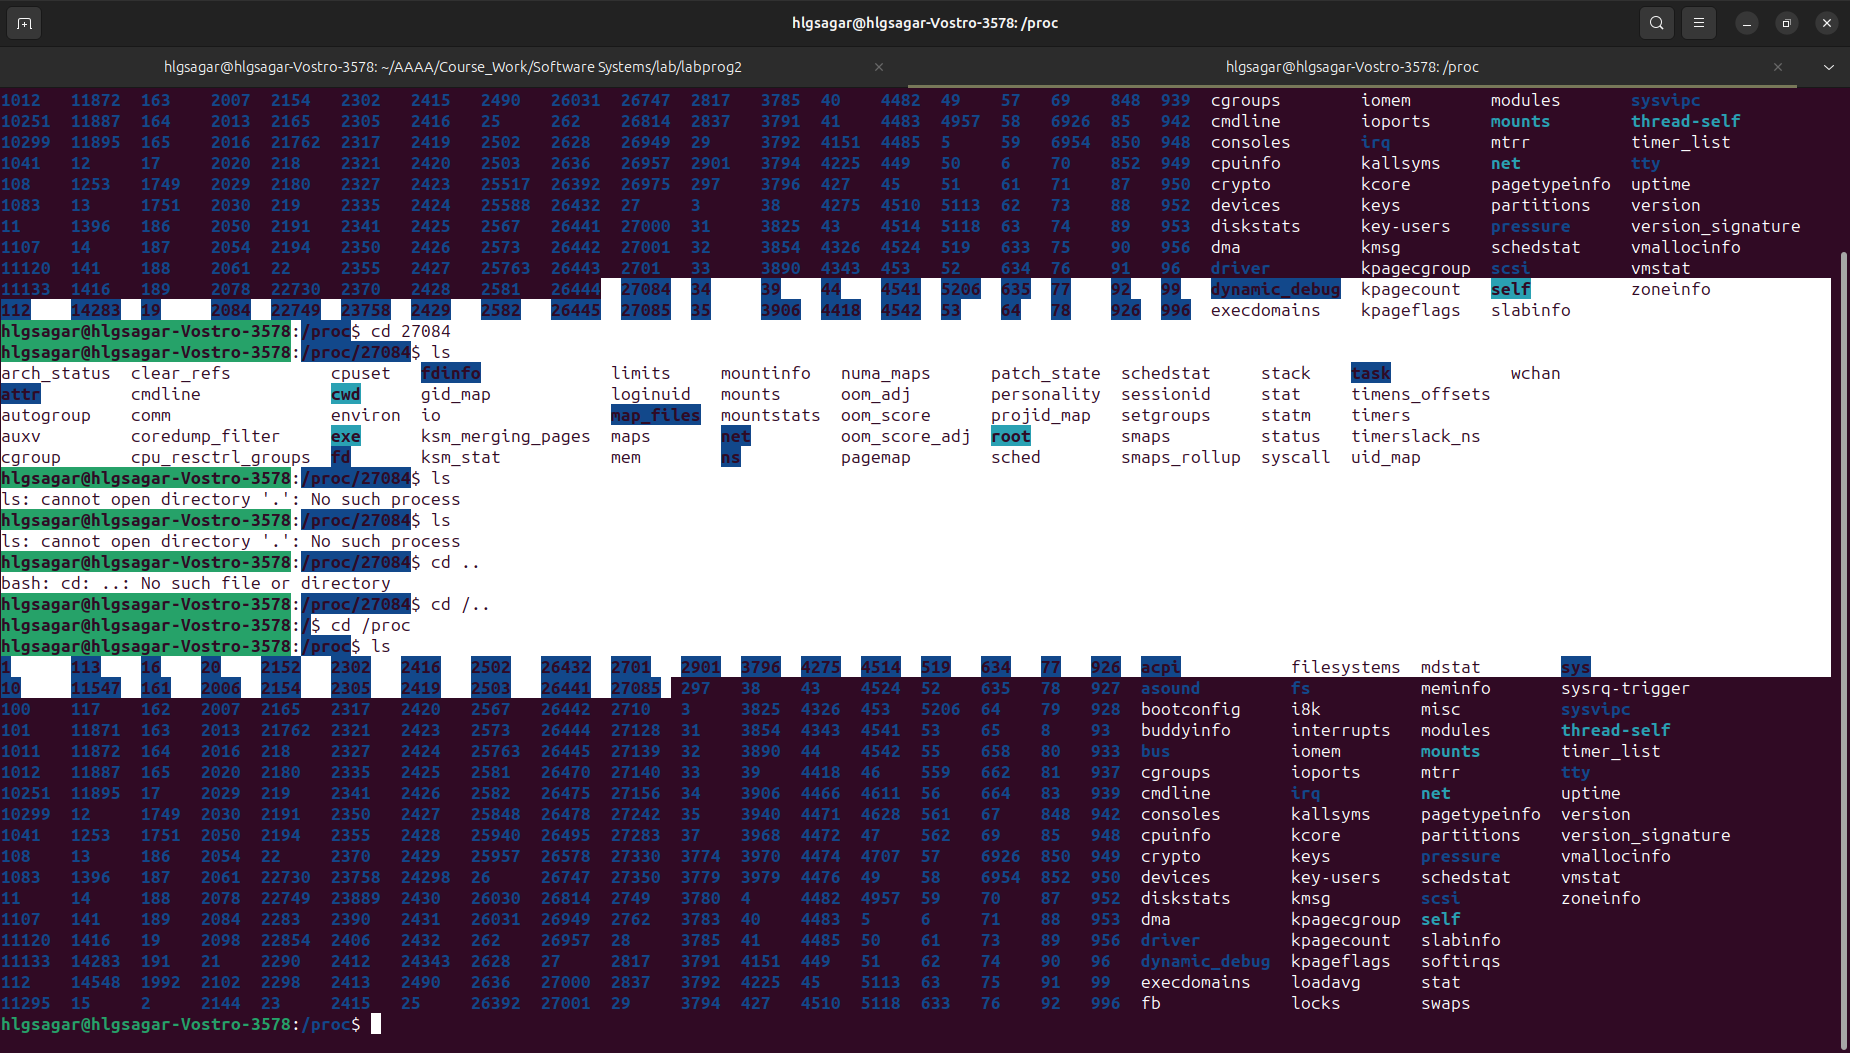 hlgsagar@hlgsagar-Vostro-3578: /proc
hlgsagar@hlgsagar-Vostro-3578: ~/AAAA/Course_Work/Software Systems/lab/labprog2 hlgsagar@hlgsagar-Vostro-3578: /proc
1012 11872 163 2007 2154 2302 2415 2490 26031 26747 2817 3785 40 4482 49 57 69 848 939 cgroups iomem modules sysvipc
10251 11887 164 2013 2165 2305 2416 25 262 26814 2837 3791 41 4483 4957 58 6926 85 942 cmdline ioports mounts thread-self
10299 11895 165 2016 21762 2317 2419 2502 2628 26949 29 3792 4151 4485 5 59 6954 850 948 consoles irq mtrr timer_list
1041 12 17 2020 218 2321 2420 2503 2636 26957 2901 3794 4225 449 50 6 70 852 949 cpuinfo kallsyms net tty
108 1253 1749 2029 2180 2327 2423 25517 26392 26975 297 3796 427 45 51 61 71 87 950 crypto kcore pagetypeinfo uptime
1083 13 1751 2030 219 2335 2424 25588 26432 27 3 38 4275 4510 5113 62 73 88 952 devices keys partitions version
11 1396 186 2050 2191 2341 2425 2567 26441 27000 31 3825 43 4514 5118 63 74 89 953 diskstats key-users pressure version_signature
1107 14 187 2054 2194 2350 2426 2573 26442 27001 32 3854 4326 4524 519 633 75 90 956 dma kmsg schedstat vmallocinfo
11120 141 188 2061 22 2355 2427 25763 26443 2701 33 3890 4343 453 52 634 76 91 96 driver kpagecgroup scsi vmstat
11133 1416 189 2078 22730 2370 2428 2581 26444 27084 34 39 44 4541 5206 635 77 92 99 dynamic_debug kpagecount self zoneinfo
112 14283 19 2084 22749 23758 2429 2582 26445 27085 35 3906 4418 4542 53 64 78 926 996 execdomains kpageflags slabinfo
hlgsagar@hlgsagar-Vostro-3578:/proc$ cd 27084
hlgsagar@hlgsagar-Vostro-3578:/proc/27084$ ls
arch_status clear_refs cpuset fdinfo limits mountinfo numa_maps patch_state schedstat stack task wchan
attr cmdline cwd gid_map loginuid mounts oom_adj personality sessionid stat timens_offsets
autogroup comm environ io map_files mountstats oom_score projid_map setgroups statm timers
auxv coredump_filter exe ksm_merging_pages maps net oom_score_adj root smaps status timerslack_ns
cgroup cpu_resctrl_groups fd ksm_stat mem ns pagemap sched smaps_rollup syscall uid_map
hlgsagar@hlgsagar-Vostro-3578:/proc/27084$ ls
ls: cannot open directory '.': No such process
hlgsagar@hlgsagar-Vostro-3578:/proc/27084$ ls
ls: cannot open directory '.': No such process
hlgsagar@hlgsagar-Vostro-3578:/proc/27084$ cd ..
bash: cd: ..: No such file or directory
hlgsagar@hlgsagar-Vostro-3578:/proc/27084$ cd /..
hlgsagar@hlgsagar-Vostro-3578:/$ cd /proc
hlgsagar@hlgsagar-Vostro-3578:/proc$ ls
1 113 16 20 2152 2302 2416 2502 26432 2701 2901 3796 4275 4514 519 634 77 926 acpi filesystems mdstat sys
10 11547 161 2006 2154 2305 2419 2503 26441 27085 297 38 43 4524 52 635 78 927 asound fs meminfo sysrq-trigger
100 117 162 2007 2165 2317 2420 2567 26442 2710 3 3825 4326 453 5206 64 79 928 bootconfig i8k misc sysvipc
101 11871 163 2013 21762 2321 2423 2573 26444 27128 31 3854 4343 4541 53 65 8 93 buddyinfo interrupts modules thread-self
1011 11872 164 2016 218 2327 2424 25763 26445 27139 32 3890 44 4542 55 658 80 933 bus iomem mounts timer_list
1012 11887 165 2020 2180 2335 2425 2581 26470 27140 33 39 4418 46 559 662 81 937 cgroups ioports mtrr tty
10251 11895 17 2029 219 2341 2426 2582 26475 27156 34 3906 4466 4611 56 664 83 939 cmdline irq net uptime
10299 12 1749 2030 2191 2350 2427 25848 26478 27242 35 3940 4471 4628 561 67 848 942 consoles kallsyms pagetypeinfo version
1041 1253 1751 2050 2194 2355 2428 25940 26495 27283 37 3968 4472 47 562 69 85 948 cpuinfo kcore partitions version_signature
108 13 186 2054 22 2370 2429 25957 26578 27330 3774 3970 4474 4707 57 6926 850 949 crypto keys pressure vmallocinfo
1083 1396 187 2061 22730 23758 24298 26 26747 27350 3779 3979 4476 49 58 6954 852 950 devices key-users schedstat vmstat
11 14 188 2078 22749 23889 2430 26030 26814 2749 3780 4 4482 4957 59 70 87 952 diskstats kmsg scsi zoneinfo
1107 141 189 2084 2283 2390 2431 26031 26949 2762 3783 40 4483 5 6 71 88 953 dma kpagecgroup self
11120 1416 19 2098 22854 2406 2432 262 26957 28 3785 41 4485 50 61 73 89 956 driver kpagecount slabinfo
11133 14283 191 21 2290 2412 24343 2628 27 2817 3791 4151 449 51 62 74 90 96 dynamic_debug kpageflags softirqs
112 14548 1992 2102 2298 2413 2490 2636 27000 2837 3792 4225 45 5113 63 75 91 99 execdomains loadavg stat
11295 15 2 2144 23 2415 25 26392 27001 29 3794 427 4510 5118 633 76 92 996 fb locks swaps
hlgsagar@hlgsagar-Vostro-3578:/proc$